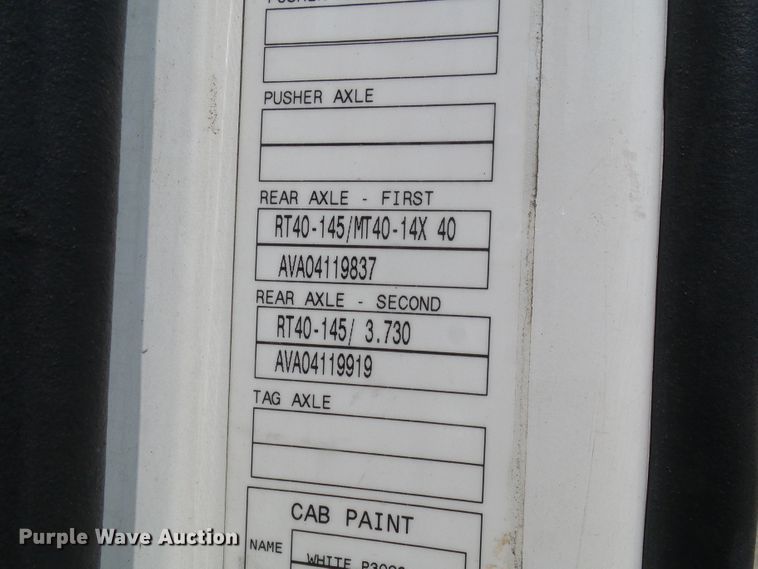 PUSHER AXLE
REAR AXLE - FIRST
RT40-145/MT40-14X 40
AVA04119837
REAR AXLE - SECOND
RT40-145/ 3.730
AVA04119919
TAG AXLE
CAB PAINT
NAME
WHITE
Purple Wave Auction